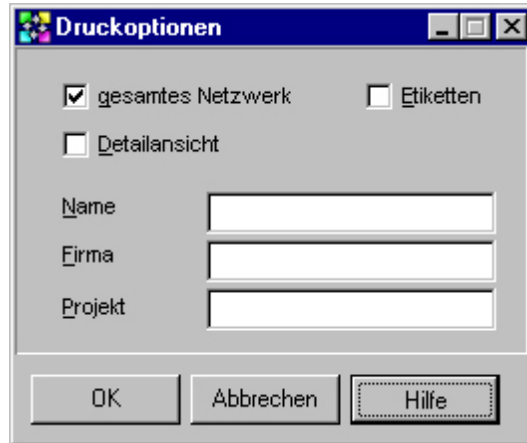 Druckoptionen
gesamtes Netzwerk Etiketten
Detailansicht
Name
Firma
Projekt
OK Abbrechen Hilfe